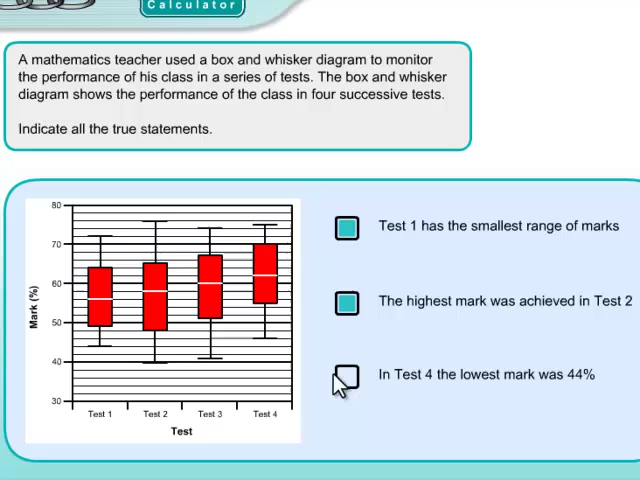 Calculator
A mathematics teacher used a box and whisker diagram to monitor
the performance of his class in a series of tests. The box and whisker
diagram shows the performance of the class in four successive tests.
Indicate all the true statements.
80
70
60
50
40
30
Mark (%)
Test 1 Test 2 Test 3 Test 4
Test
Test 1 has the smallest range of marks
The highest mark was achieved in Test 2
In Test 4 the lowest mark was 44%